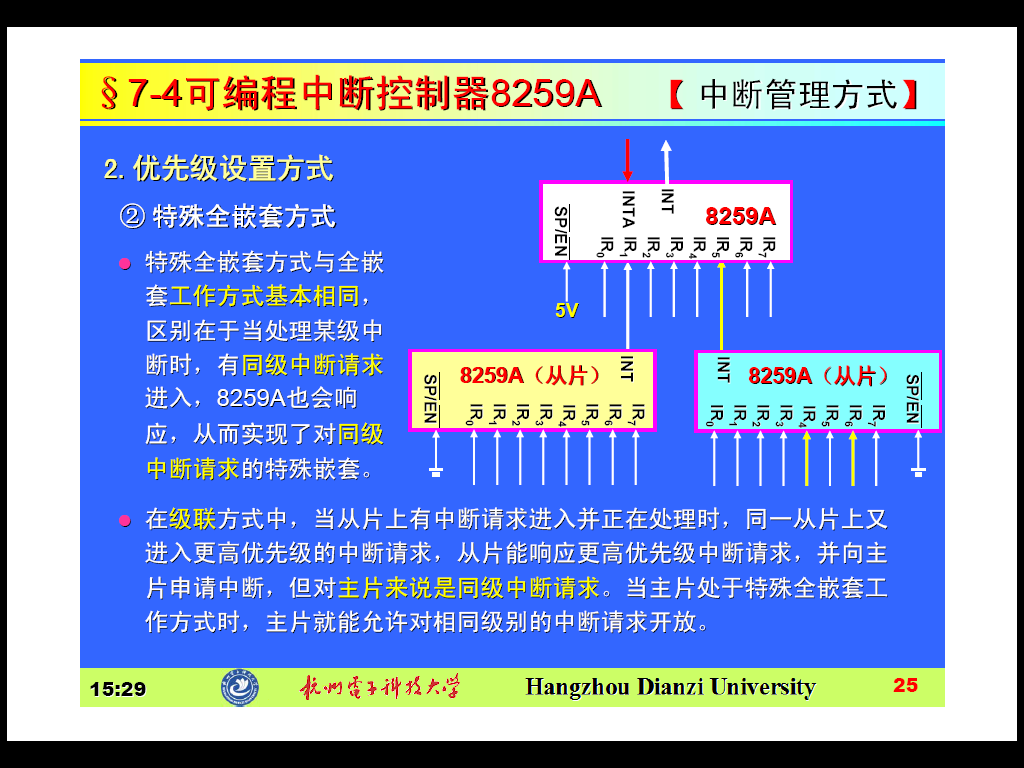 §7-4可编程中断控制器8259A 【 中断管理方式】
2. 优先级设置方式
② 特殊全嵌套方式
特殊全嵌套方式与全嵌
套工作方式基本相同，
区别在于当处理某级中
断时，有同级中断请求
进入，8259A也会响
应，从而实现了对同级
中断请求的特殊嵌套。
SP/EN INTA INT 8259A
IR0 IR1 IR2 IR3 IR4 IR5 IR6 IR7
5V
SP/EN 8259A（从片） INT
IR0 IR1 IR2 IR3 IR4 IR5 IR6 IR7
INT 8259A（从片） SP/EN
IR0 IR1 IR2 IR3 IR4 IR5 IR6 IR7
在级联方式中，当从片上有中断请求进入并正在处理时，同一从片上又
进入更高优先级的中断请求，从片能响应更高优先级中断请求，并向主
片申请中断，但对主片来说是同级中断请求。当主片处于特殊全嵌套工
作方式时，主片就能允许对相同级别的中断请求开放。
15:29 杭州电子科技大学 Hangzhou Dianzi University 25